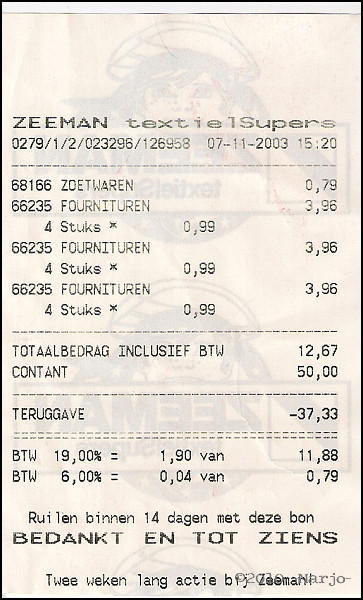 ZEEMAN textielSupers
0279/1/2/023296/126958 07-11-2003 15:20
68166 ZOETWAREN 0,79
66235 FOURNITUREN 3,96
4 Stuks * 0,99
66235 FOURNITUREN 3,96
4 Stuks * 0,99
66235 FOURNITUREN 3,96
4 Stuks * 0,99
TOTAALBEDRAG INCLUSIEF BTW 12,67
CONTANT 50,00
TERUGGAVE -37,33
BTW 19,00% = 1,90 van 11,88
BTW 6,00% = 0,04 van 0,79
Ruilen binnen 14 dagen met deze bon
BEDANKT EN TOT ZIENS
Twee weken lang actie bij Zeeman!
-Narjo-